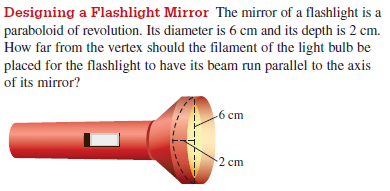 Designing a Flashlight Mirror The mirror of a flashlight is a
paraboloid of revolution. Its diameter is 6 cm and its depth is 2 cm.
How far from the vertex should the filament of the light bulb be
placed for the flashlight to have its beam run parallel to the axis
of its mirror?
6 cm
2 cm